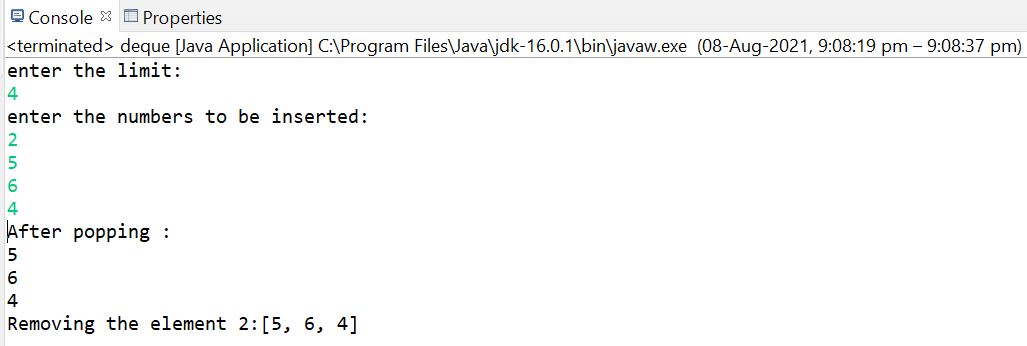 Console Properties
<terminated> deque [Java Application] C:\Program Files\Java\jdk-16.0.1\bin\javaw.exe (08-Aug-2021, 9:08:19 pm – 9:08:37 pm)
enter the limit:
4
enter the numbers to be inserted:
2
5
6
4
After popping :
5
6
4
Removing the element 2:[5, 6, 4]